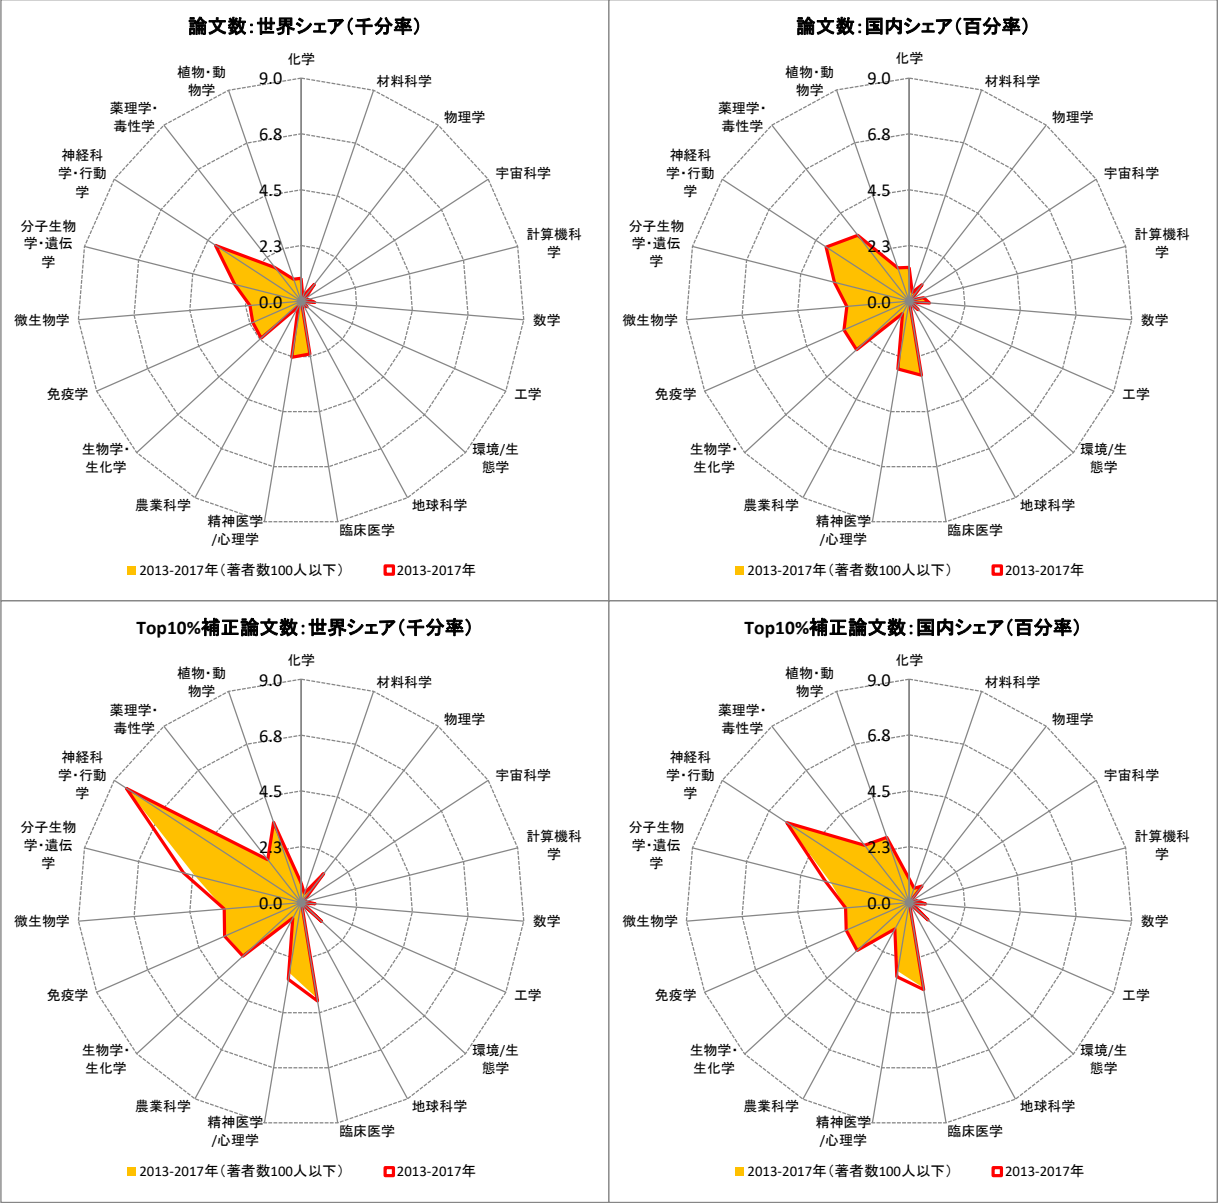 論文数：世界シェア（千分率）
化学
材料科学
物理学
宇宙科学
計算機科
学
数学
工学
環境/生
態学
地球科学
臨床医学
精神医学
/心理学
農業科学
生物学・
生化学
免疫学
微生物学
分子生物
学・遺伝
学
神経科
学・行動
学
薬理学・
毒性学
植物・動
物学
9.0
6.8
4.5
2.3
0.0
2013-2017年（著者数100人以下）
2013-2017年
論文数：国内シェア（百分率）
化学
材料科学
物理学
宇宙科学
計算機科
学
数学
工学
環境/生
態学
地球科学
臨床医学
精神医学
/心理学
農業科学
生物学・
生化学
免疫学
微生物学
分子生物
学・遺伝
学
神経科
学・行動
学
薬理学・
毒性学
植物・動
物学
9.0
6.8
4.5
2.3
0.0
2013-2017年（著者数100人以下）
2013-2017年
Top10%補正論文数：世界シェア（千分率）
化学
材料科学
物理学
宇宙科学
計算機科
学
数学
工学
環境/生
態学
地球科学
臨床医学
精神医学
/心理学
農業科学
生物学・
生化学
免疫学
微生物学
分子生物
学・遺伝
学
神経科
学・行動
学
薬理学・
毒性学
植物・動
物学
9.0
6.8
4.5
2.3
0.0
2013-2017年（著者数100人以下）
2013-2017年
Top10%補正論文数：国内シェア（百分率）
化学
材料科学
物理学
宇宙科学
計算機科
学
数学
工学
環境/生
態学
地球科学
臨床医学
精神医学
/心理学
農業科学
生物学・
生化学
免疫学
微生物学
分子生物
学・遺伝
学
神経科
学・行動
学
薬理学・
毒性学
植物・動
物学
9.0
6.8
4.5
2.3
0.0
2013-2017年（著者数100人以下）
2013-2017年